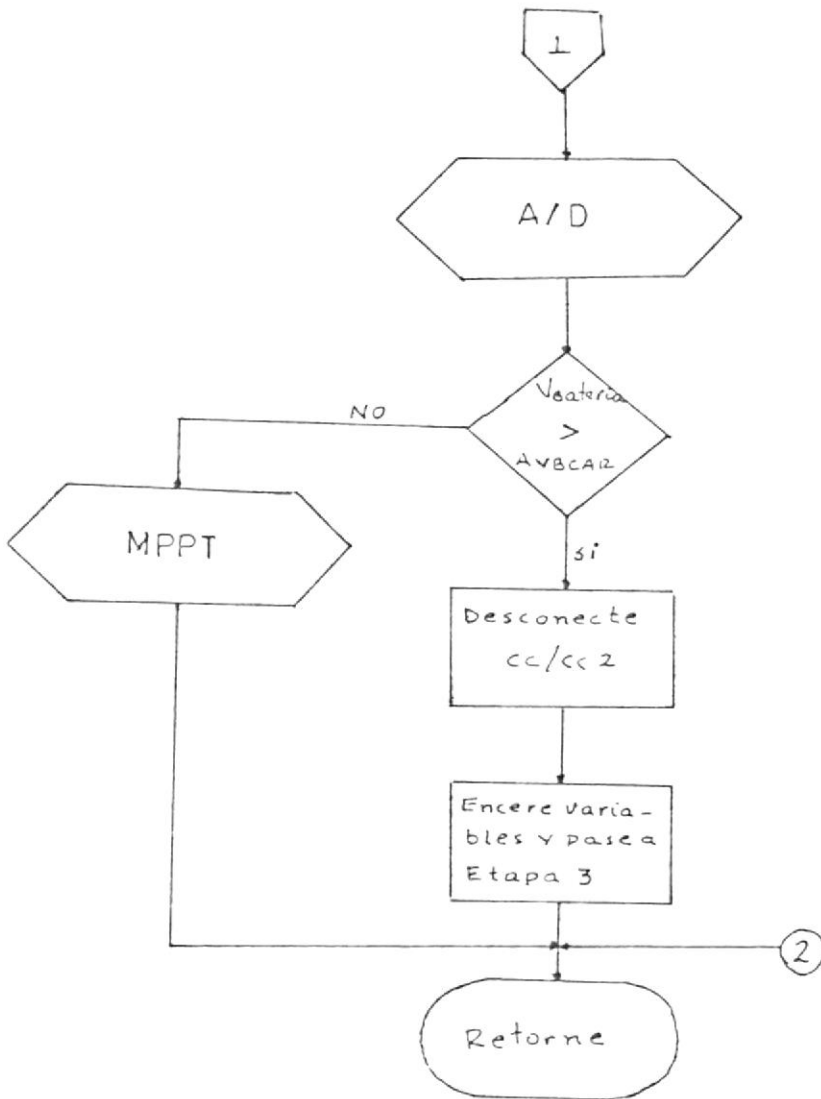 1
A/D
Vbateria
>
AVBCAR
NO
si
MPPT
Desconecte
cc/cc 2
Encere varia-
bles y pase a
Etapa 3
2
Retorne